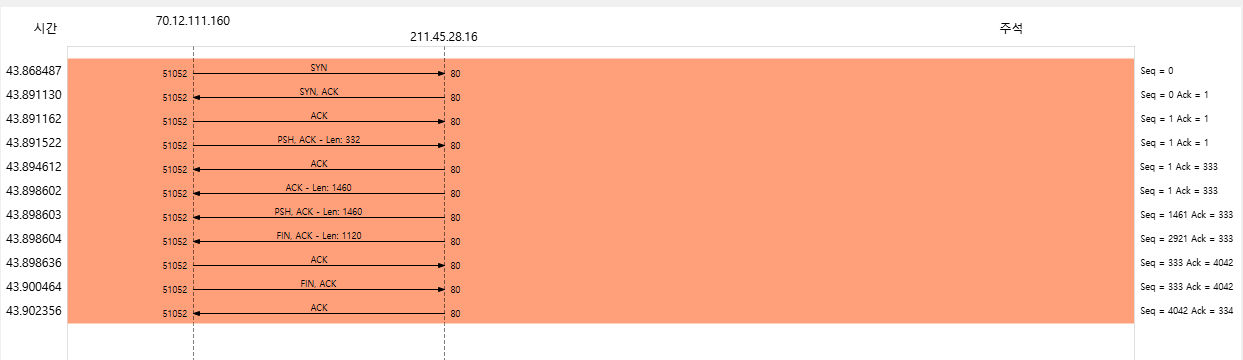 시간
70.12.111.160
211.45.28.16
주석
43.868487 51052 SYN 80 Seq = 0
43.891130 51052 SYN, ACK 80 Seq = 0 Ack = 1
43.891162 51052 ACK 80 Seq = 1 Ack = 1
43.891522 51052 PSH, ACK - Len: 332 80 Seq = 1 Ack = 1
43.894612 51052 ACK 80 Seq = 1 Ack = 333
43.898602 51052 ACK - Len: 1460 80 Seq = 1 Ack = 333
43.898603 51052 PSH, ACK - Len: 1460 80 Seq = 1461 Ack = 333
43.898604 51052 FIN, ACK - Len: 1120 80 Seq = 2921 Ack = 333
43.898636 51052 ACK 80 Seq = 333 Ack = 4042
43.900464 51052 FIN, ACK 80 Seq = 333 Ack = 4042
43.902356 51052 ACK 80 Seq = 4042 Ack = 334